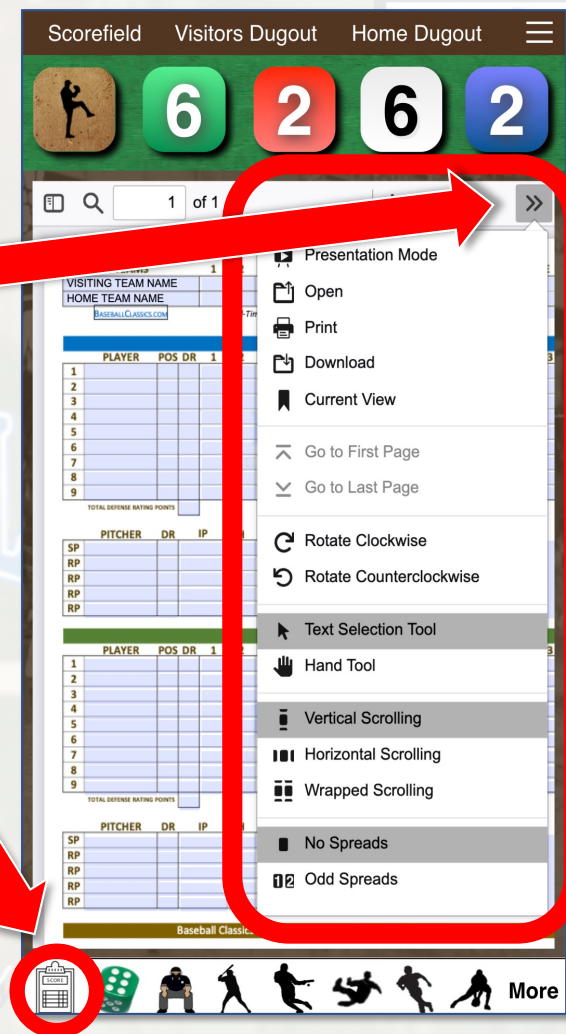 Scorefield Visitors Dugout Home Dugout
6 2 6 2
1 of 1
1
VISITING TEAM NAME
HOME TEAM NAME
BASEBALLCLASSICS.COM
PLAYER POS DR 1
1
2
3
4
5
6
7
8
9
TOTAL DEFENSE RATING POINTS
PITCHER DR IP
SP
RP
RP
RP
RP
PLAYER POS DR 1
1
2
3
4
5
6
7
8
9
TOTAL DEFENSE RATING POINTS
PITCHER DR IP
SP
RP
RP
RP
RP
Baseball Classics
Presentation Mode
Open
Print
Download
Current View
Go to First Page
Go to Last Page
Rotate Clockwise
Rotate Counterclockwise
Text Selection Tool
Hand Tool
Vertical Scrolling
Horizontal Scrolling
Wrapped Scrolling
No Spreads
Odd Spreads
SCORE
More